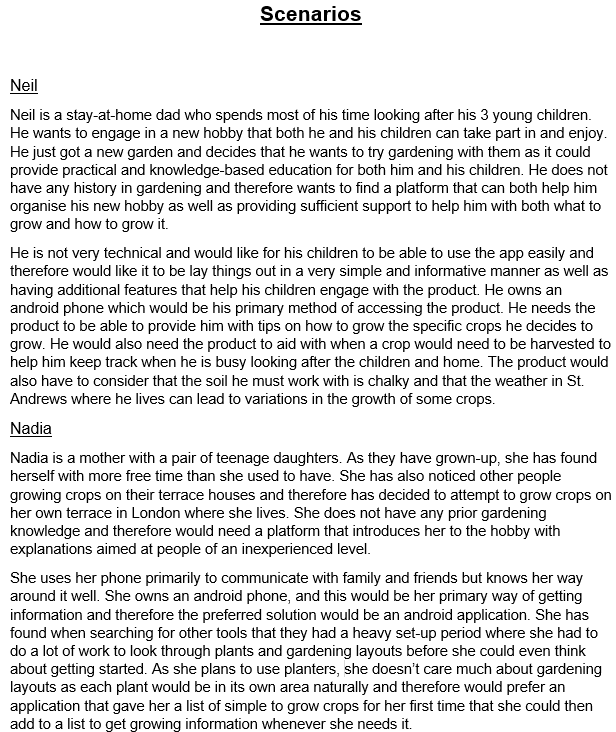 Scenarios
Neil
Neil is a stay-at-home dad who spends most of his time looking after his 3 young children.
He wants to engage in a new hobby that both he and his children can take part in and enjoy.
He just got a new garden and decides that he wants to try gardening with them as it could
provide practical and knowledge-based education for both him and his children. He does not
have any history in gardening and therefore wants to find a platform that can both help him
organise his new hobby as well as providing sufficient support to help him with both what to
grow and how to grow it.
He is not very technical and would like for his children to be able to use the app easily and
therefore would like it to be lay things out in a very simple and informative manner as well as
having additional features that help his children engage with the product. He owns an
android phone which would be his primary method of accessing the product. He needs the
product to be able to provide him with tips on how to grow the specific crops he decides to
grow. He would also need the product to aid with when a crop would need to be harvested to
help him keep track when he is busy looking after the children and home. The product would
also have to consider that the soil he must work with is chalky and that the weather in St.
Andrews where he lives can lead to variations in the growth of some crops.
Nadia
Nadia is a mother with a pair of teenage daughters. As they have grown-up, she has found
herself with more free time than she used to have. She has also noticed other people
growing crops on their terrace houses and therefore has decided to attempt to grow crops on
her own terrace in London where she lives. She does not have any prior gardening
knowledge and therefore would need a platform that introduces her to the hobby with
explanations aimed at people of an inexperienced level.
She uses her phone primarily to communicate with family and friends but knows her way
around it well. She owns an android phone, and this would be her primary way of getting
information and therefore the preferred solution would be an android application. She has
found when searching for other tools that they had a heavy set-up period where she had to
do a lot of work to look through plants and gardening layouts before she could even think
about getting started. As she plans to use planters, she doesn't care much about gardening
layouts as each plant would be in its own area naturally and therefore would prefer an
application that gave her a list of simple to grow crops for her first time that she could then
add to a list to get growing information whenever she needs it.